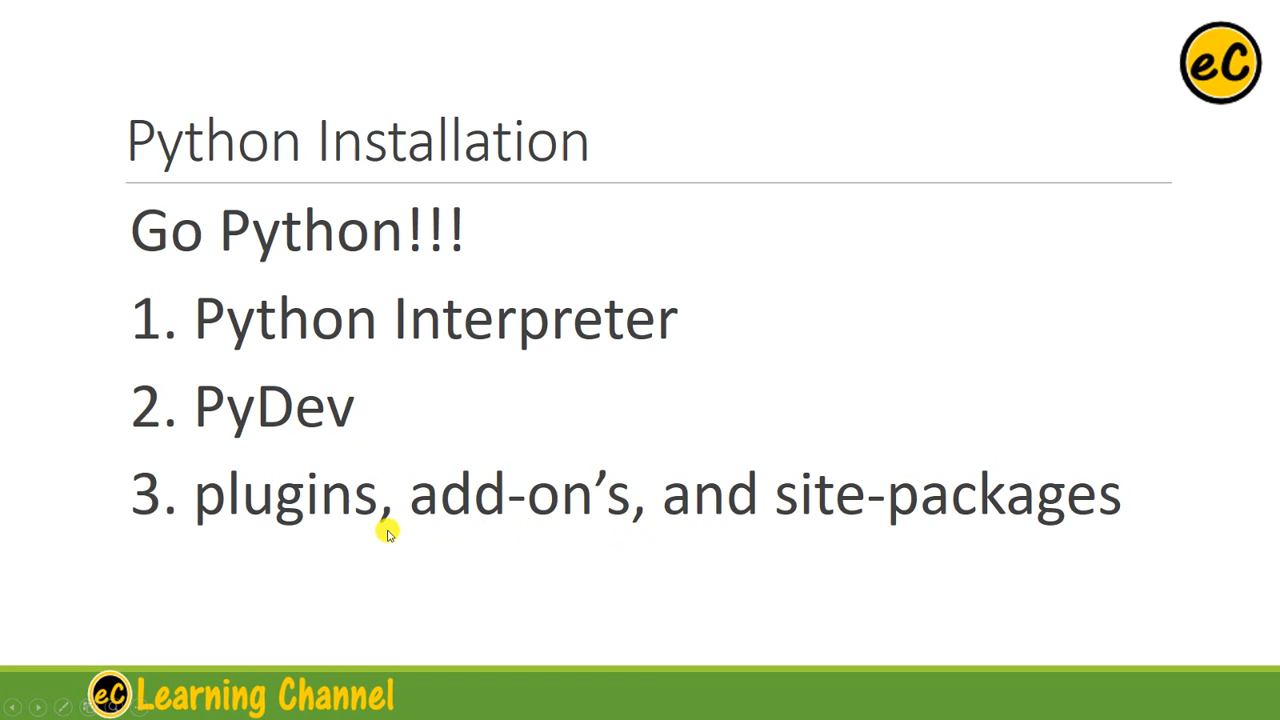 eC
Python Installation
Go Python!!!
1. Python Interpreter
2. PyDev
3. plugins, add-on’s, and site-packages
eC Learning Channel